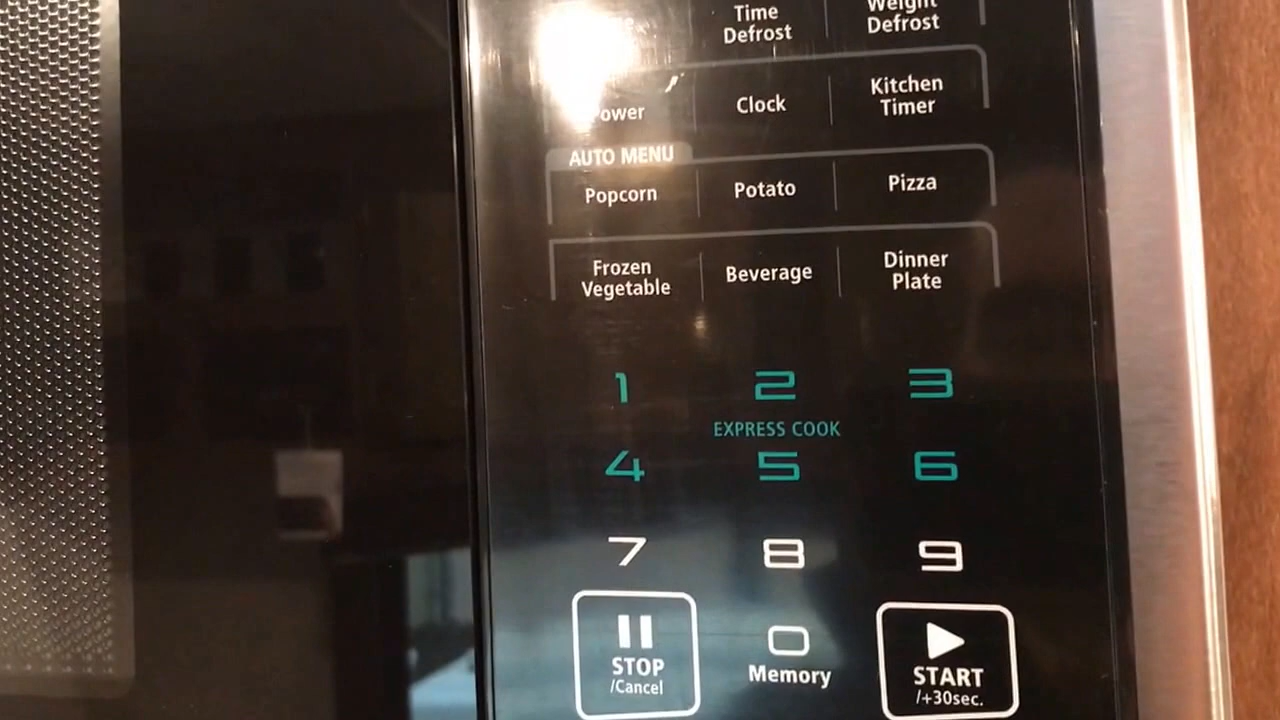 Time
Defrost
Weight
Defrost
Power
Clock
Kitchen
Timer
AUTO MENU
Popcorn
Potato
Pizza
Frozen
Vegetable
Beverage
Dinner
Plate
1 2 3
EXPRESS COOK
4 5 6
7 8 9
STOP
/Cancel
0
Memory
START
/+30sec.